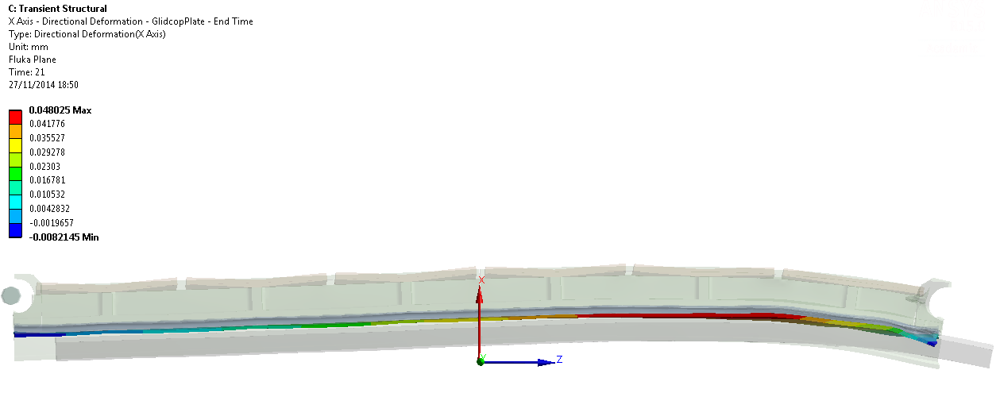 C: Transient Structural
X Axis - Directional Deformation - GlidcopPlate - End Time
Type: Directional Deformation(X Axis)
Unit: mm
Fluka Plane
Time: 21
27/11/2014 18:50
0.048025 Max
0.041776
0.035527
0.029278
0.02303
0.016781
0.010532
0.0042832
-0.0019657
-0.0082145 Min
X
Y
Z